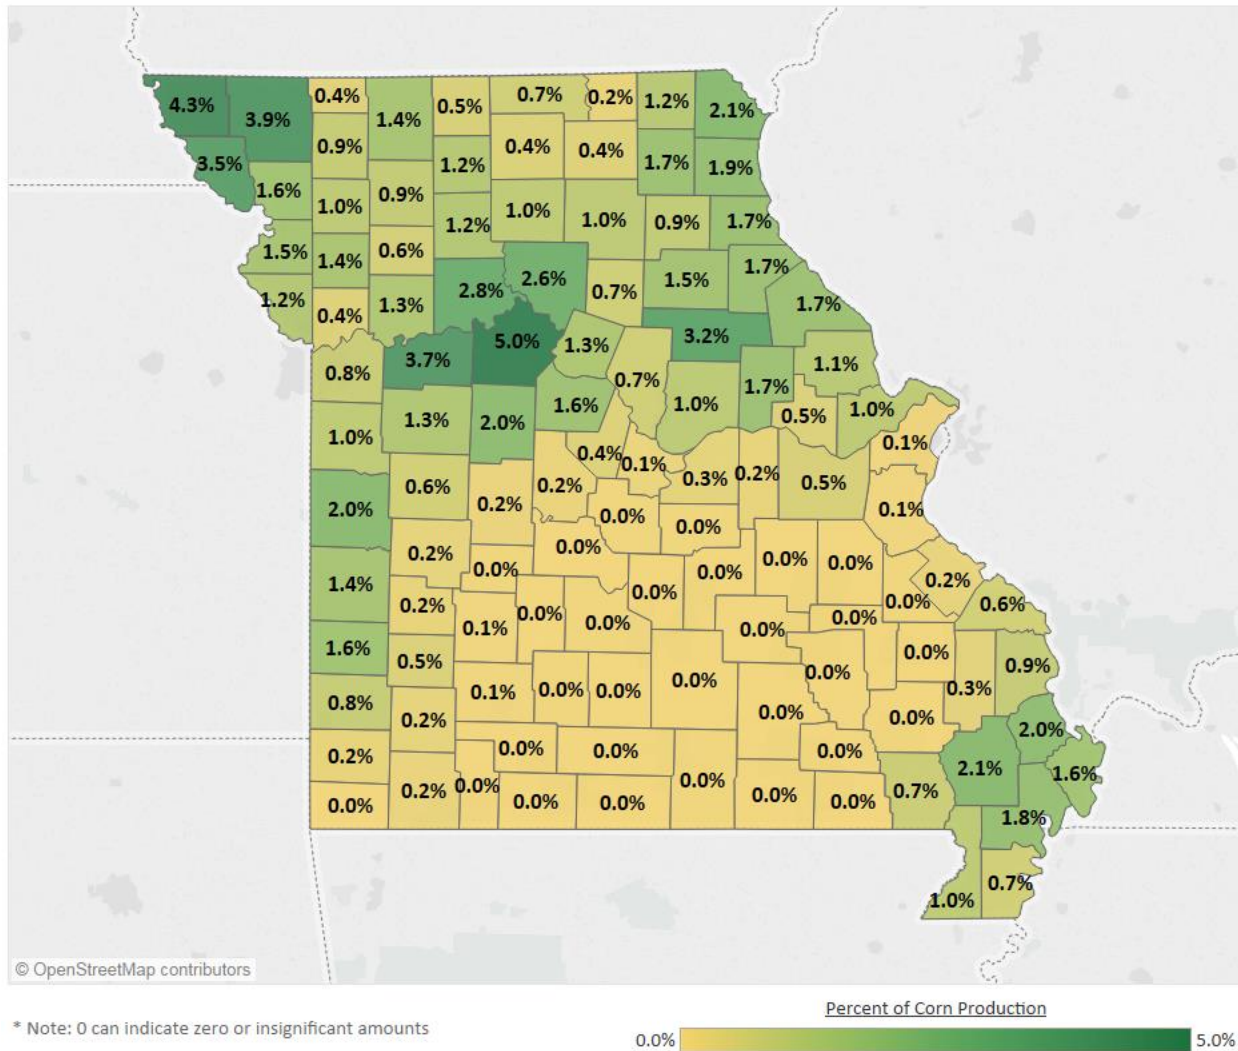 4.3% 3.9% 0.4% 1.4% 0.5% 0.7% 0.2% 1.2% 2.1%
3.5% 0.9% 1.2% 0.4% 0.4% 1.7% 1.9%
1.6% 1.0% 0.9% 1.2% 1.0% 1.0% 0.9% 1.7%
1.5% 1.4% 0.6% 2.8% 2.6% 0.7% 1.5% 1.7%
1.2% 0.4% 1.3% 1.7%
0.8% 3.7% 5.0% 1.3% 3.2% 1.1%
0.7% 1.0% 1.7%
1.0% 1.3% 2.0% 1.6% 0.5% 1.0%
0.4% 0.1% 0.1%
2.0% 0.6% 0.2% 0.2% 0.3% 0.2% 0.5%
0.0% 0.0% 0.1%
1.4% 0.2% 0.0% 0.0% 0.0% 0.0% 0.0% 0.0% 0.2%
0.2% 0.0% 0.6%
1.6% 0.1% 0.0% 0.0% 0.0% 0.0%
0.5% 0.0% 0.9%
0.8% 0.1% 0.0% 0.0% 0.0% 0.0% 0.3%
0.2% 0.0% 0.0% 2.0%
0.2% 0.0% 0.0% 0.0% 2.1% 1.6%
0.0% 0.2% 0.0% 0.0% 0.0% 0.0% 0.0% 0.0% 0.7% 1.8%
1.0% 0.7%
© OpenStreetMap contributors
Percent of Corn Production
* Note: 0 can indicate zero or insignificant amounts
0.0% 5.0%